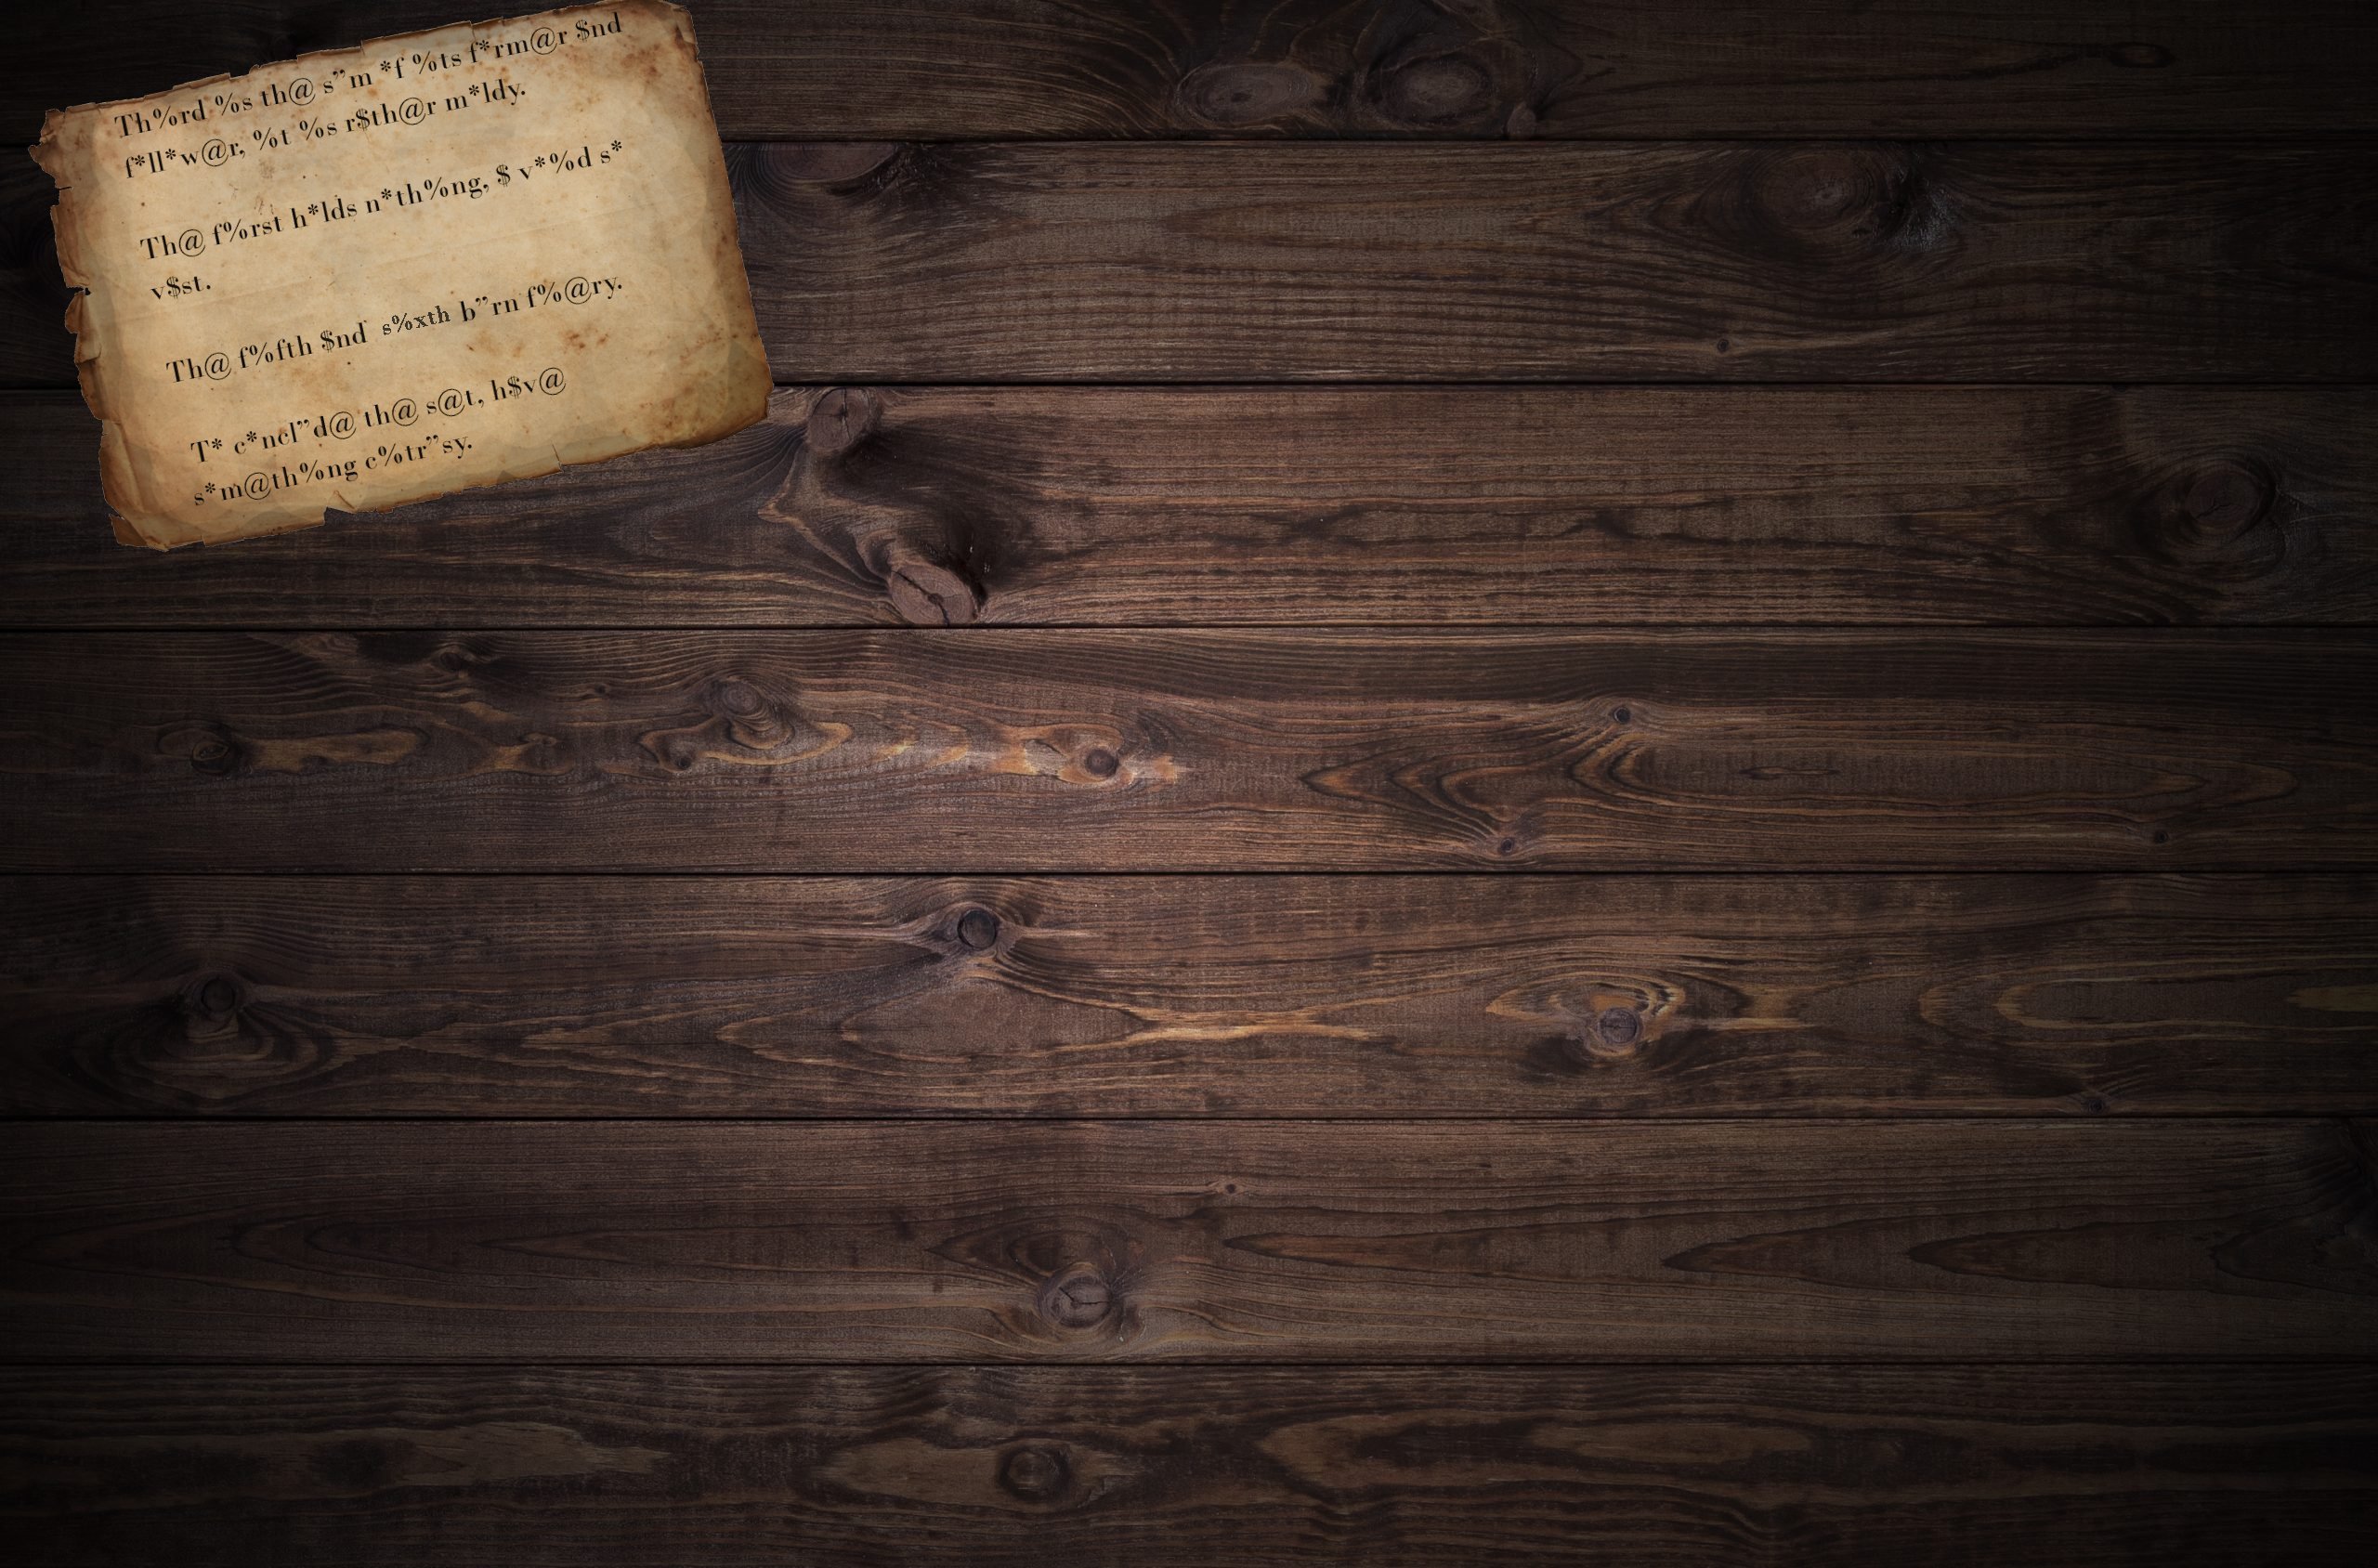 Th%rd %s th@ s”m *f %ts f*rm@r $nd
f*ll*w@r, %t %s r$th@r m*ldy.
Th@ f%rst h*lds n*th%ng, $ v*%d s*
v$st.
Th@ f%fth $nd s%xth b”rn f%@ry.
T* c*ncl”d@ th@ s@t, h$v@
s*m@th%ng c%tr”sy.